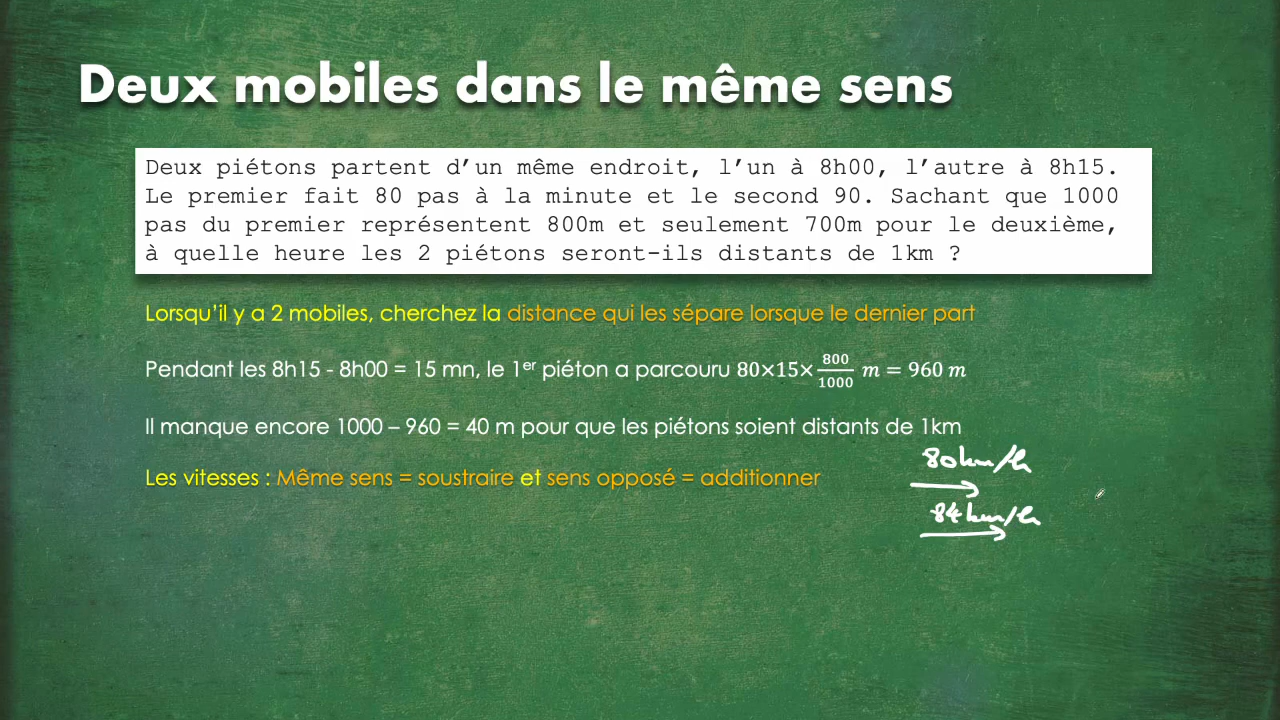 Deux mobiles dans le même sens
Deux piétons partent d’un même endroit, l’un à 8h00, l’autre à 8h15.
Le premier fait 80 pas à la minute et le second 90. Sachant que 1000
pas du premier représentent 800m et seulement 700m pour le deuxième,
à quelle heure les 2 piétons seront-ils distants de 1km ?
Lorsqu’il y a 2 mobiles, cherchez la distance qui les sépare lorsque le dernier part
Pendant les 8h15 - 8h00 = 15 mn, le 1er piéton a parcouru 80×15×800/1000 m = 960 m
Il manque encore 1000 – 960 = 40 m pour que les piétons soient distants de 1km
Les vitesses : Même sens = soustraire et sens opposé = additionner
80km/h
84km/h